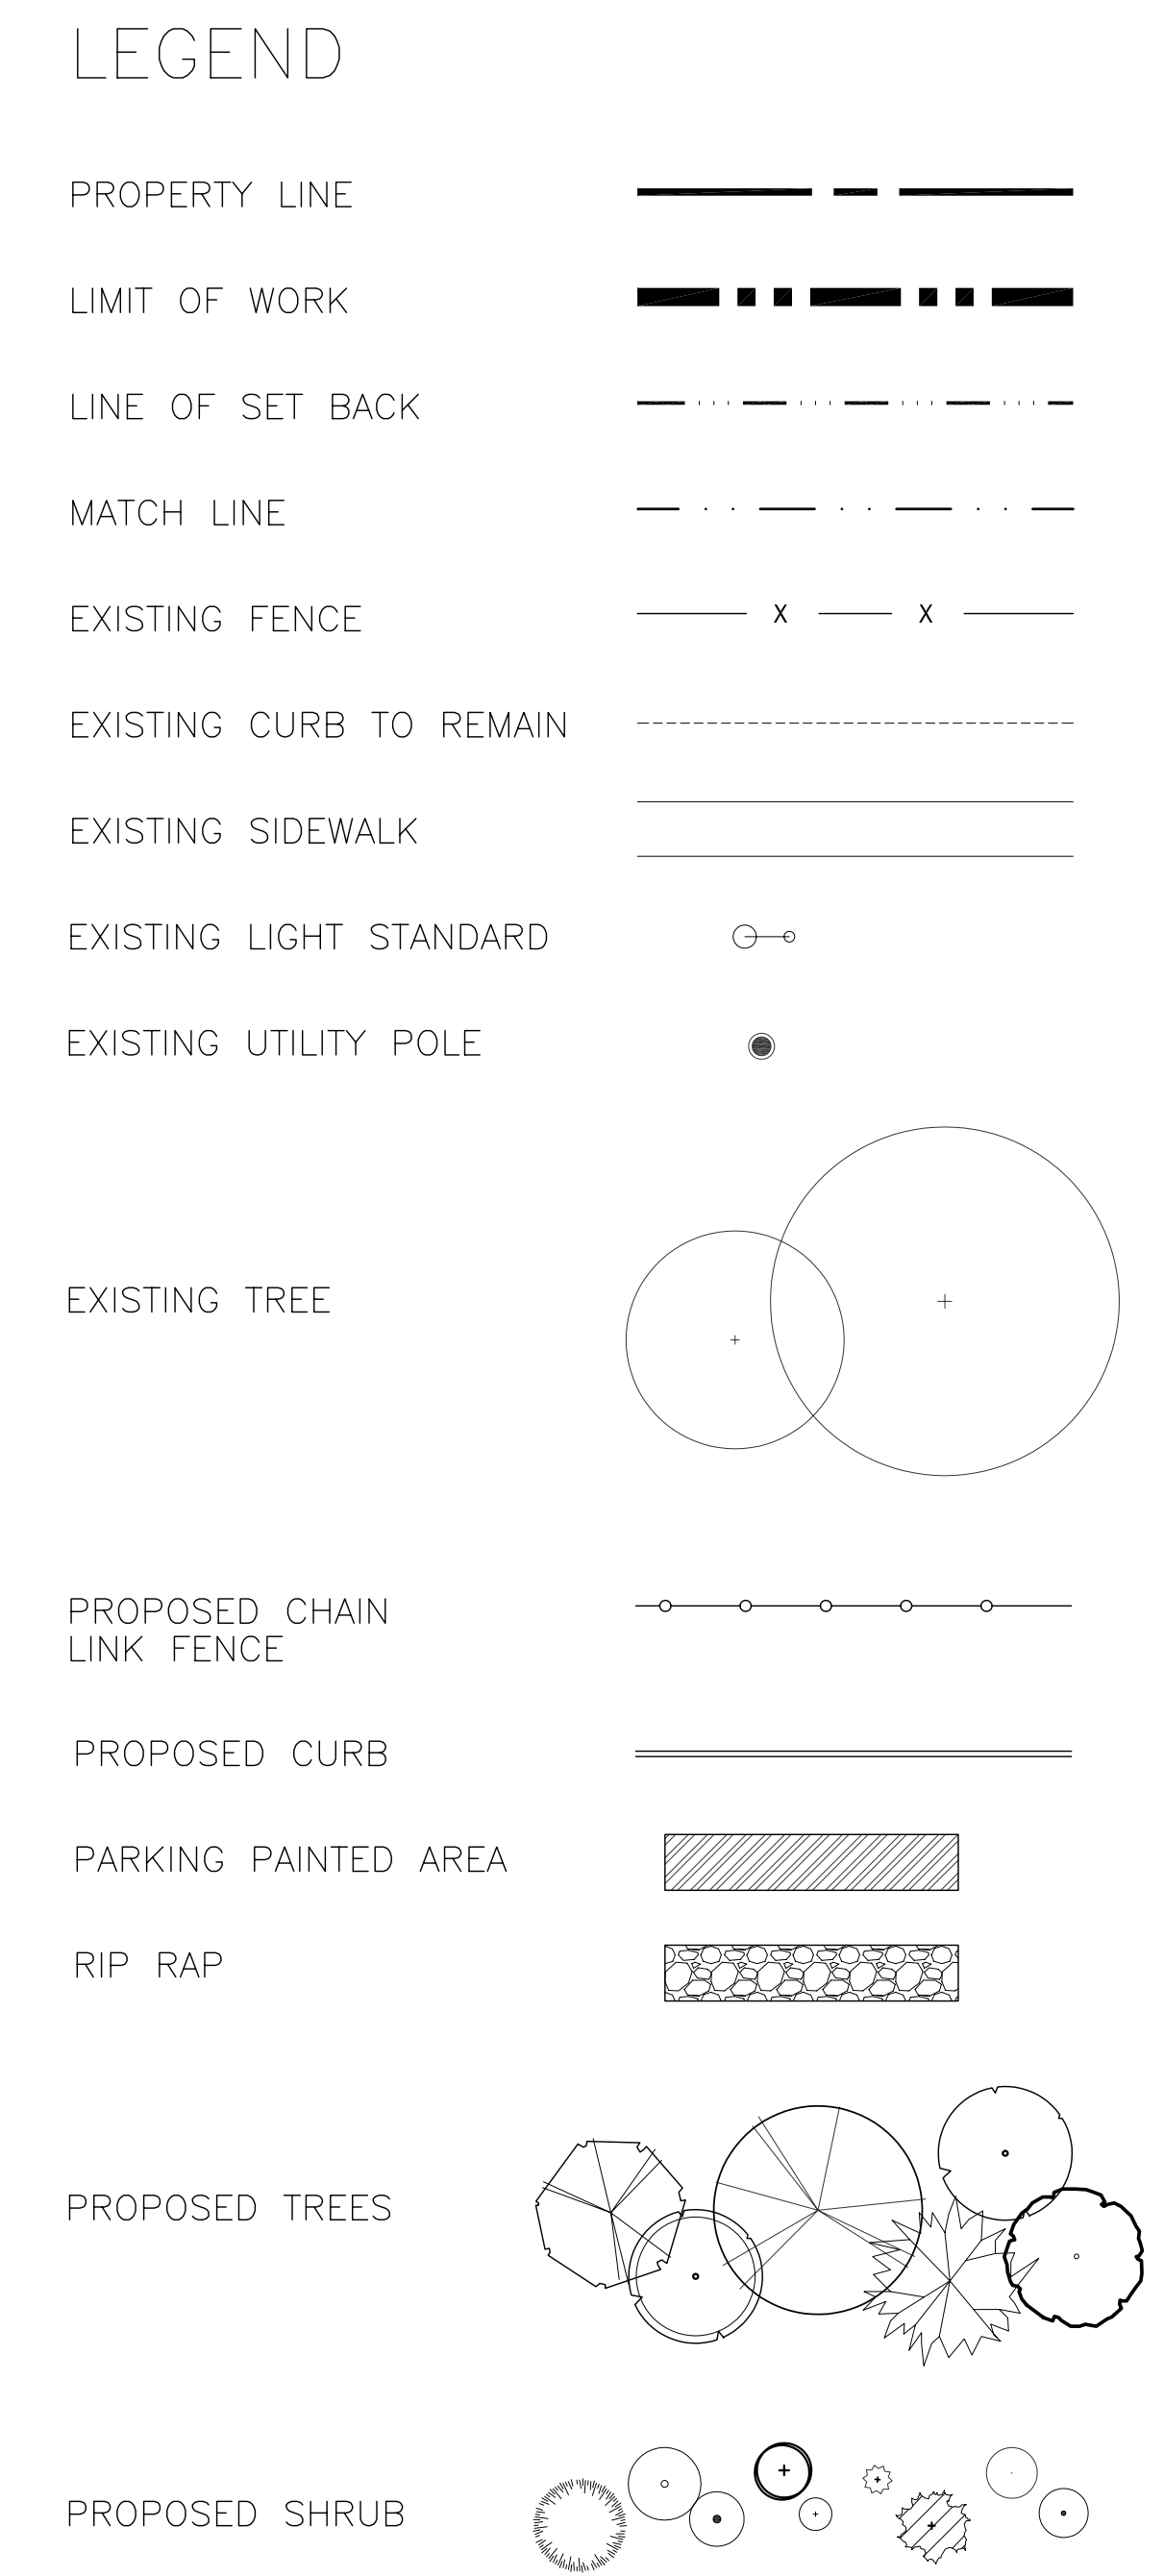 LEGEND
PROPERTY LINE
LIMIT OF WORK
LINE OF SET BACK
MATCH LINE
EXISTING FENCE X X
EXISTING CURB TO REMAIN
EXISTING SIDEWALK
EXISTING LIGHT STANDARD
EXISTING UTILITY POLE
EXISTING TREE
PROPOSED CHAIN
LINK FENCE
PROPOSED CURB
PARKING PAINTED AREA
RIP RAP
PROPOSED TREES
PROPOSED SHRUB